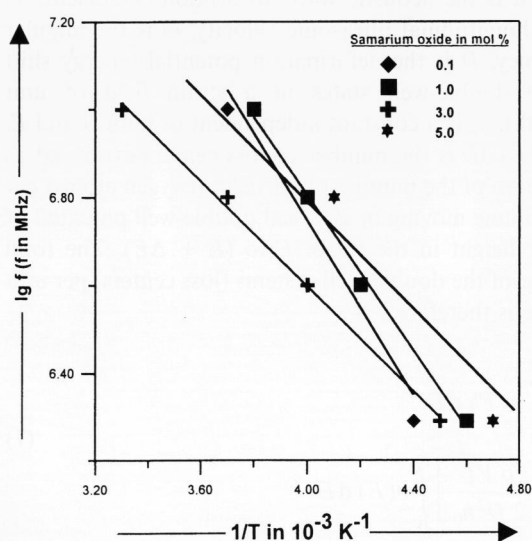 Samarium oxide in mol %
0.1
1.0
3.0
5.0
lg f (f in MHz)
7.20
6.80
6.40
3.20 3.60 4.00 4.40 4.80
1/T in 10⁻³ K⁻¹